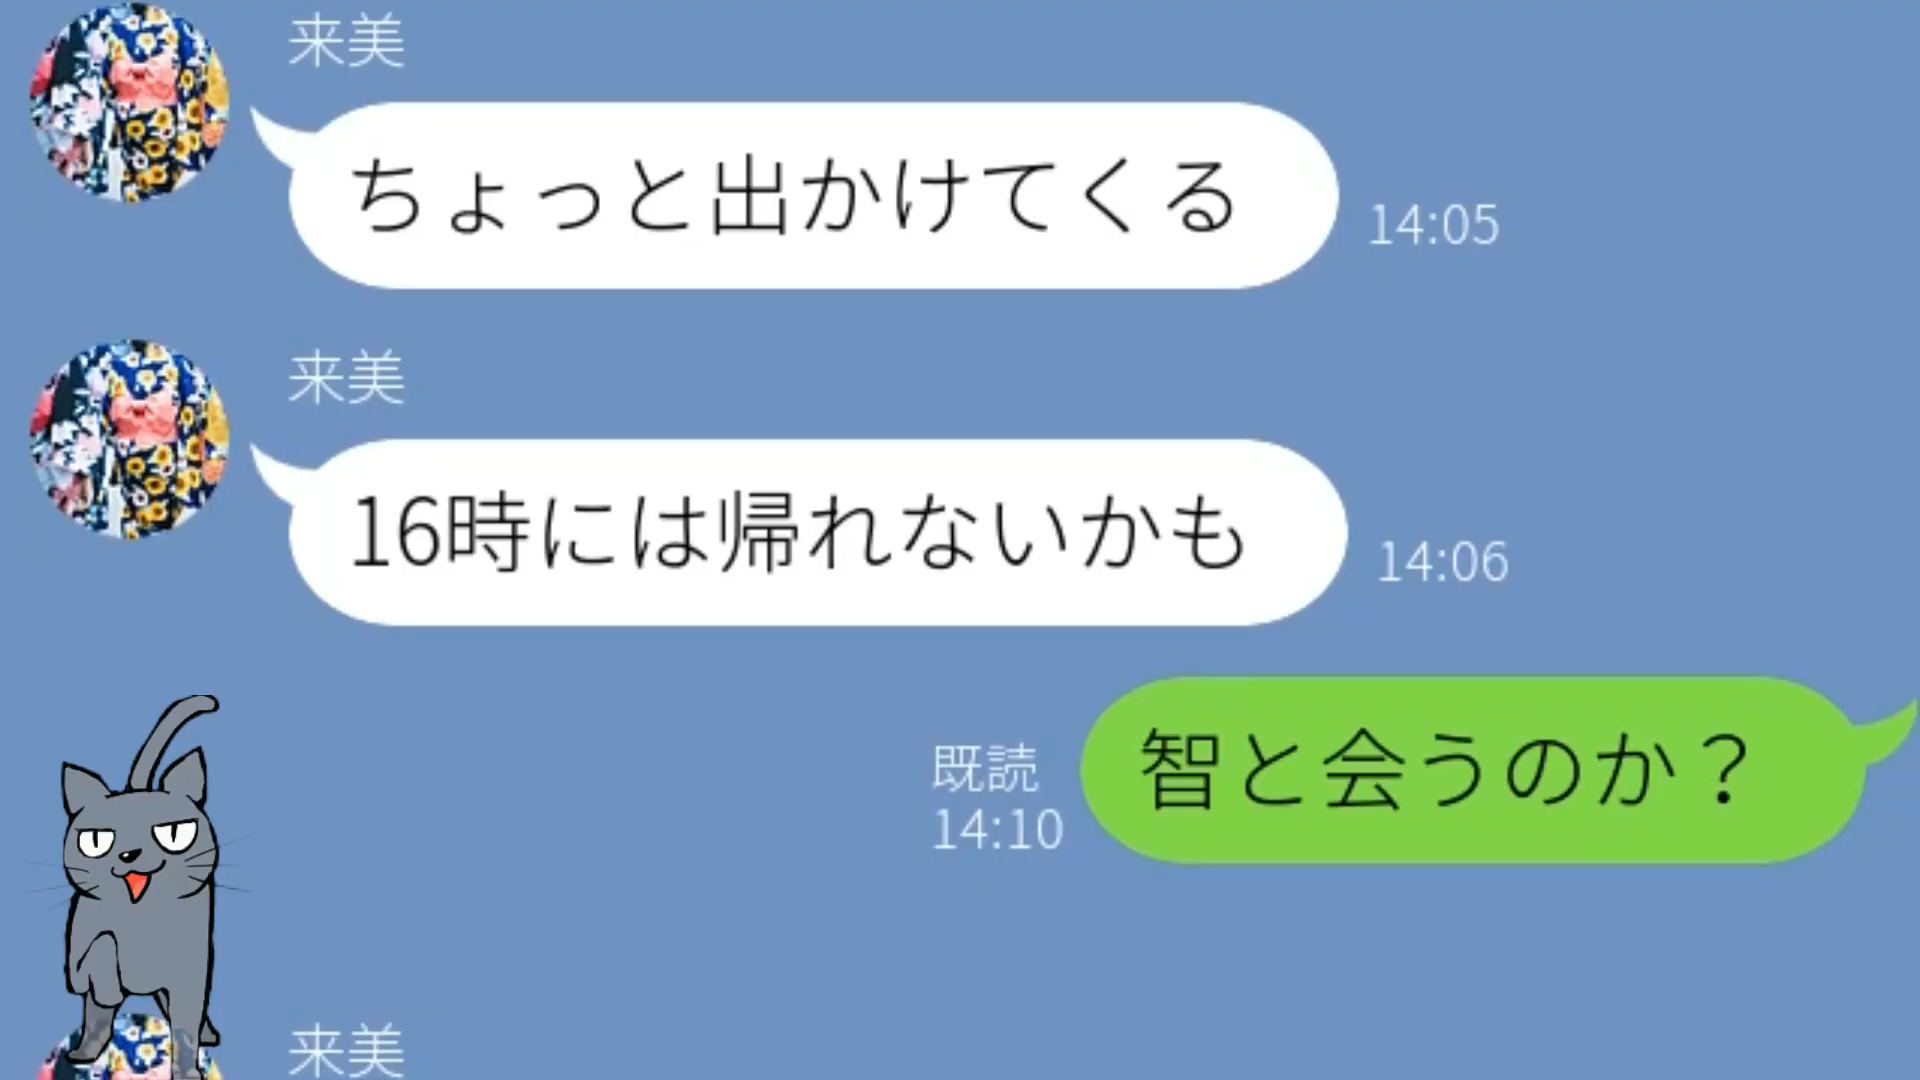 来美
ちょっと出かけてくる
14:05
来美
16時には帰れないかも
14:06
智と会うのか？
既読
14:10
来美